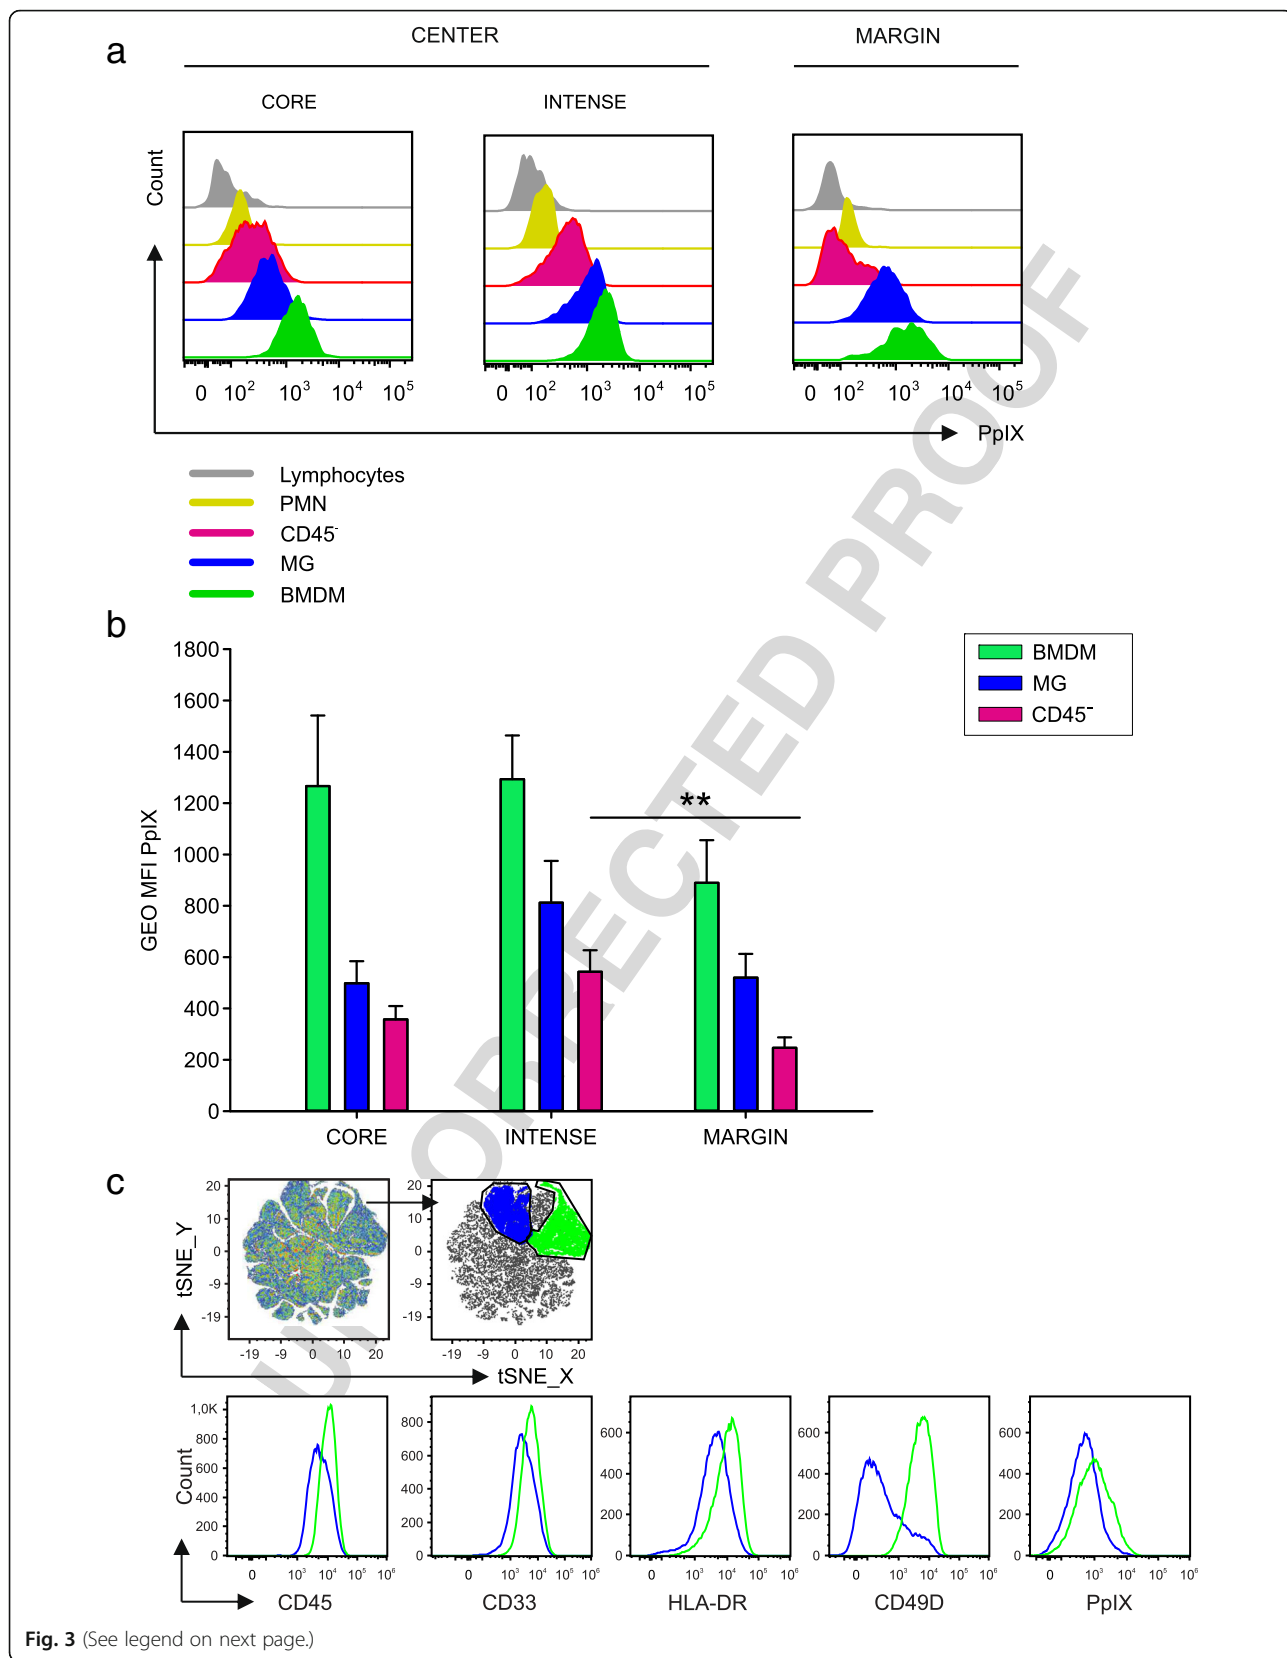 a
CENTER
MARGIN
CORE
INTENSE
Count
0 10² 10³ 10⁴ 10⁵
0 10² 10³ 10⁴ 10⁵
0 10² 10³ 10⁴ 10⁵
PpIX
Lymphocytes
PMN
CD45⁻
MG
BMDM
b
1800
1600
1400
1200
1000
800
600
400
200
0
GEO MFI PpIX
**
BMDM
MG
CD45⁻
CORE
INTENSE
MARGIN
c
20
10
0
-9
-19
tSNE_Y
-19 -9 0 10 20
20
10
0
-9
-19
-19 -9 0 10 20
tSNE_X
Count
1,0K
800
600
400
200
0
0 10³ 10⁴ 10⁵ 10⁶
CD45
800
600
400
200
0
0 10³ 10⁴ 10⁵ 10⁶
CD33
600
400
200
0
0 10³ 10⁴ 10⁵ 10⁶
HLA-DR
600
400
200
0
0 10³ 10⁴ 10⁵ 10⁶
CD49D
600
400
200
0
0 10³ 10⁴ 10⁵ 10⁶
PpIX
UNCORRECTED PROOF
Fig. 3 (See legend on next page.)